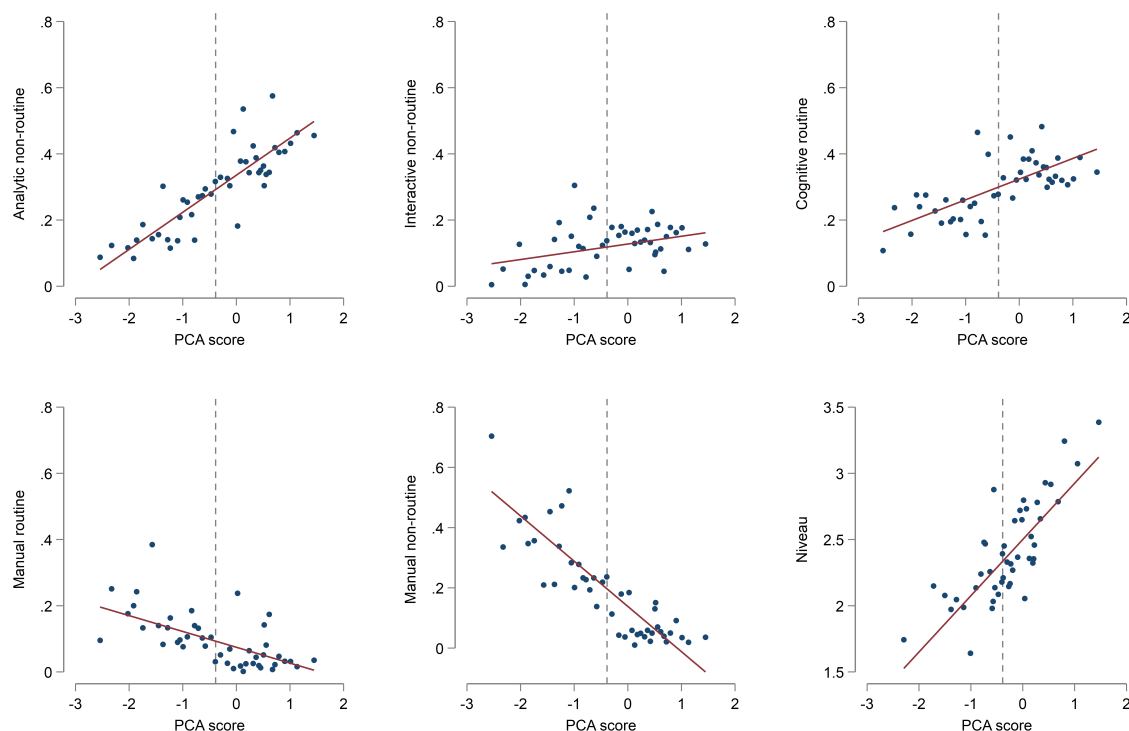 Analytic non-routine
.8
.6
.4
.2
0
-3 -2 -1 0 1 2
PCA score
Interactive non-routine
.8
.6
.4
.2
0
-3 -2 -1 0 1 2
PCA score
Cognitive routine
.8
.6
.4
.2
0
-3 -2 -1 0 1 2
PCA score
Manual routine
.8
.6
.4
.2
0
-3 -2 -1 0 1 2
PCA score
Manual non-routine
.8
.6
.4
.2
0
-3 -2 -1 0 1 2
PCA score
Niveau
3.5
3
2.5
2
1.5
-3 -2 -1 0 1 2
PCA score